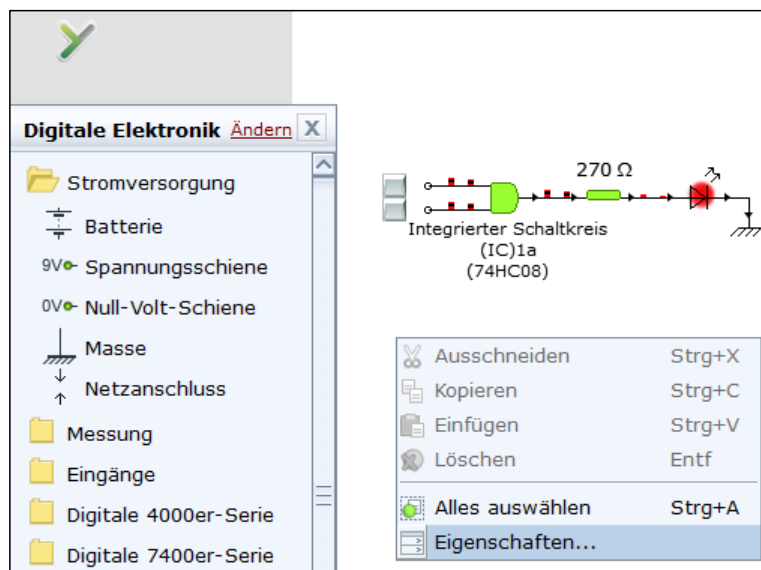 Digitale Elektronik Ändern X
Stromversorgung
Batterie
9V Spannungsschiene
0V Null-Volt-Schiene
Masse
Netzanschluss
Messung
Eingänge
Digitale 4000er-Serie
Digitale 7400er-Serie
270 Ω
Integrierter Schaltkreis
(IC)1a
(74HC08)
Ausschneiden Strg+X
Kopieren Strg+C
Einfügen Strg+V
Löschen Entf
Alles auswählen Strg+A
Eigenschaften...